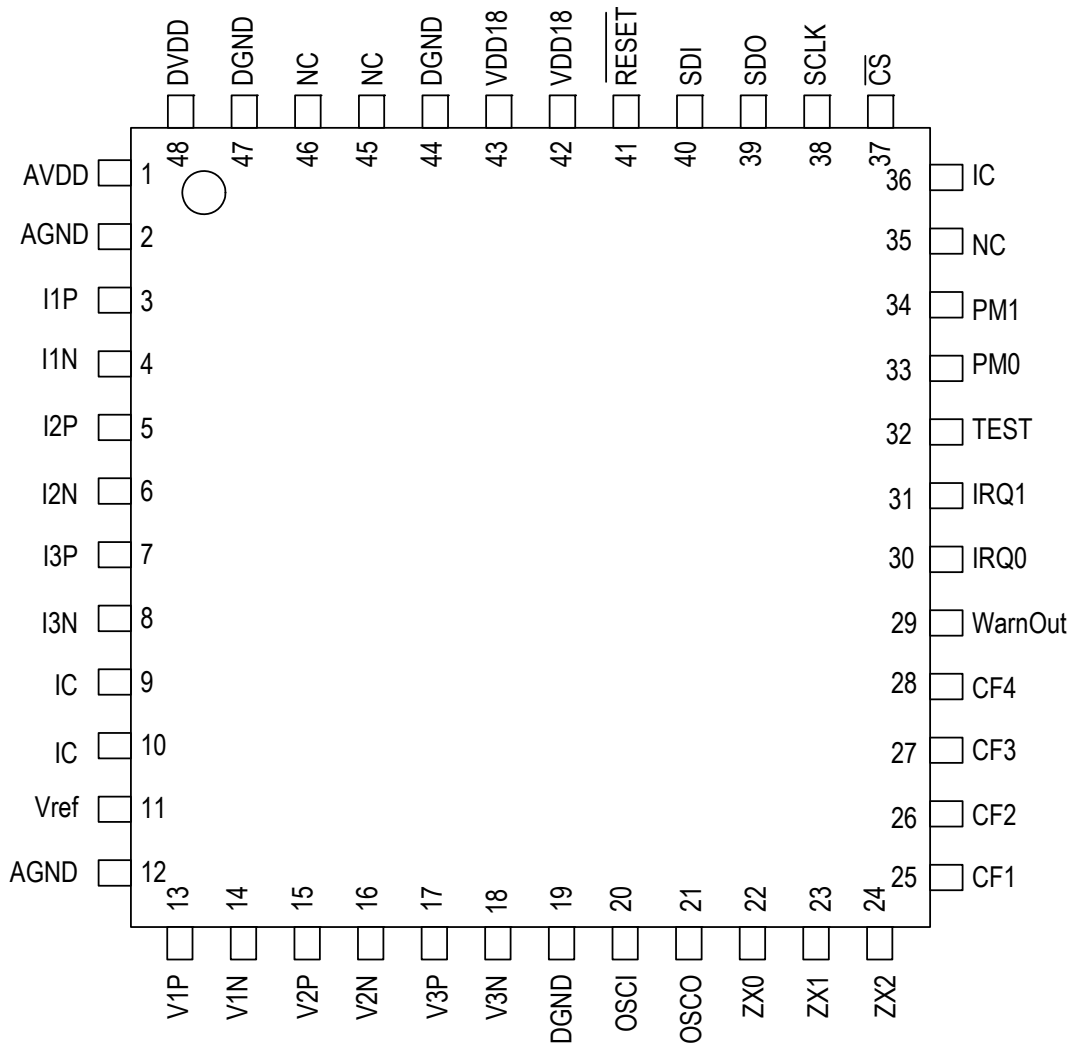 DVDD
DGND
NC
NC
DGND
VDD18
VDD18
RESET
SDI
SDO
SCLK
CS
48
47
46
45
44
43
42
41
40
39
38
37
AVDD 1
AGND 2
I1P 3
I1N 4
I2P 5
I2N 6
I3P 7
I3N 8
IC 9
IC 10
Vref 11
AGND 12
36 IC
35 NC
34 PM1
33 PM0
32 TEST
31 IRQ1
30 IRQ0
29 WarnOut
28 CF4
27 CF3
26 CF2
25 CF1
13
14
15
16
17
18
19
20
21
22
23
24
V1P
V1N
V2P
V2N
V3P
V3N
DGND
OSCI
OSCO
ZX0
ZX1
ZX2